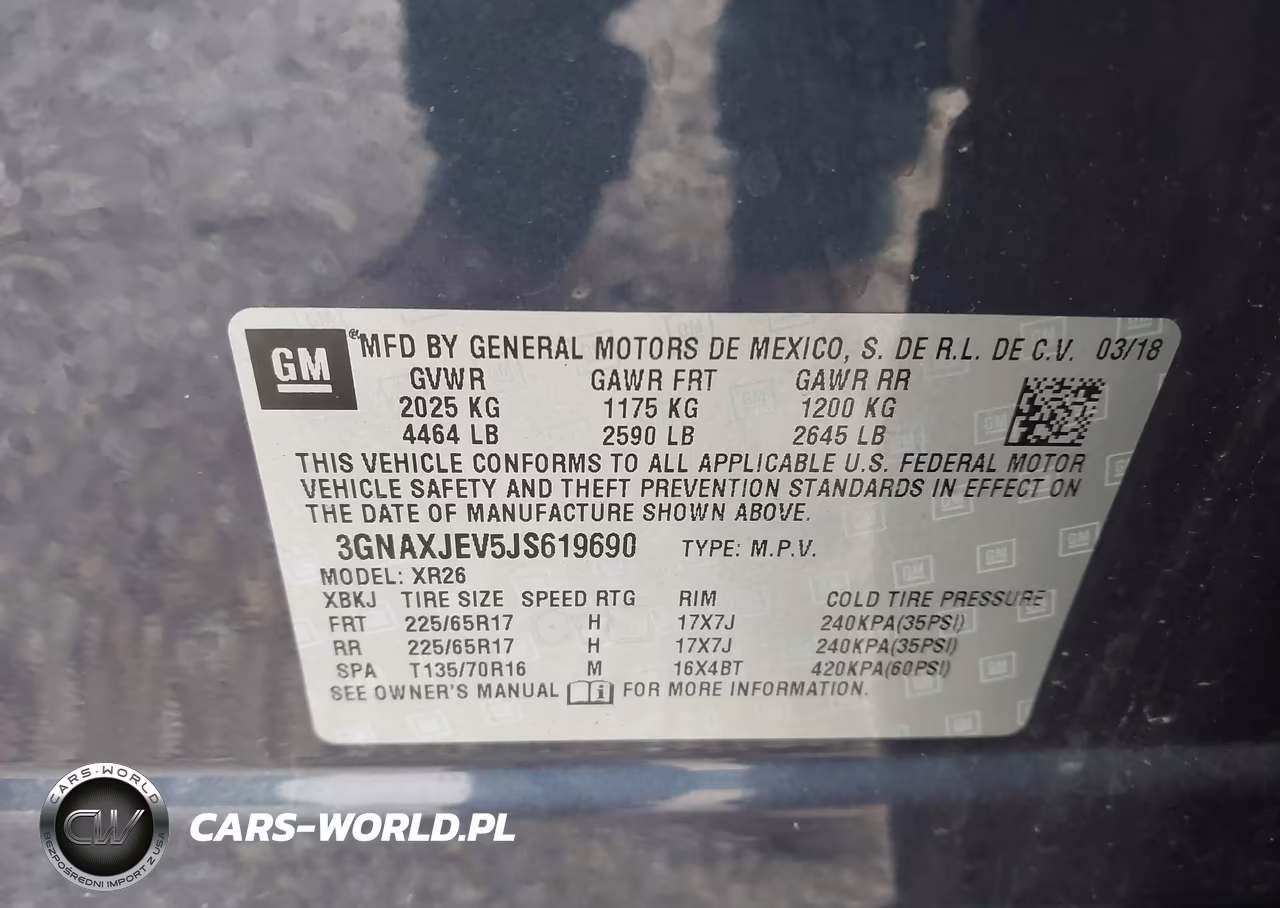 GM
® MFD BY GENERAL MOTORS DE MEXICO, S. DE R.L. DE C.V. 03/18
GVWR GAWR FRT GAWR RR
2025 KG 1175 KG 1200 KG
4464 LB 2590 LB 2645 LB
THIS VEHICLE CONFORMS TO ALL APPLICABLE U.S. FEDERAL MOTOR
VEHICLE SAFETY AND THEFT PREVENTION STANDARDS IN EFFECT ON
THE DATE OF MANUFACTURE SHOWN ABOVE.
3GNAXJEV5JS619690 TYPE: M.P.V.
MODEL: XR26
XBKJ TIRE SIZE SPEED RTG RIM COLD TIRE PRESSURE
FRT 225/65R17 H 17X7J 240KPA(35PSI)
RR 225/65R17 H 17X7J 240KPA(35PSI)
SPA T135/70R16 M 16X4BT 420KPA(60PSI)
SEE OWNER'S MANUAL i FOR MORE INFORMATION.
CARS-WORLD
CW
BEZPOŚREDNI IMPORT Z USA
CARS-WORLD.PL